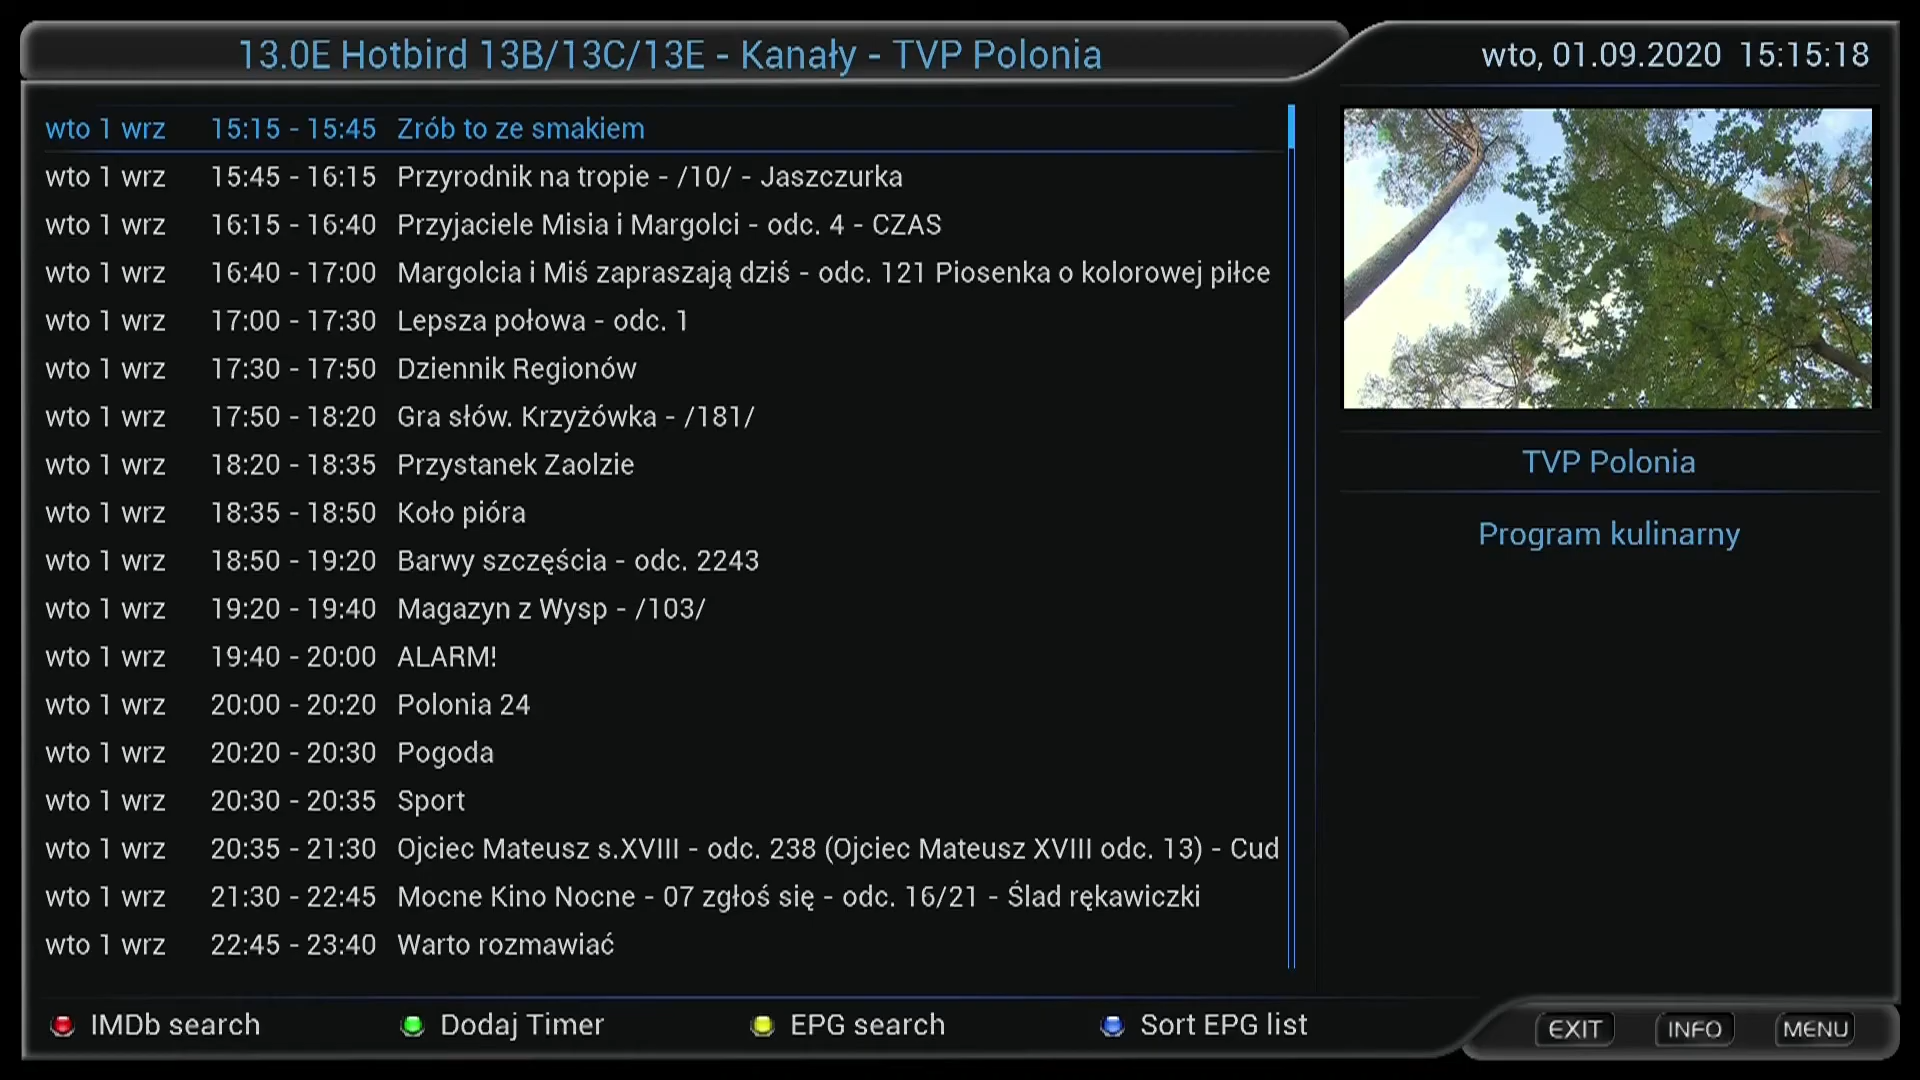 13.0E Hotbird 13B/13C/13E - Kanały - TVP Polonia
wto, 01.09.2020 15:15:18
wto 1 wrz 15:15 - 15:45 Zrób to ze smakiem
wto 1 wrz 15:45 - 16:15 Przyrodnik na tropie - /10/ - Jaszczurka
wto 1 wrz 16:15 - 16:40 Przyjaciele Misia i Margolci - odc. 4 - CZAS
wto 1 wrz 16:40 - 17:00 Margolcia i Miś zapraszają dziś - odc. 121 Piosenka o kolorowej piłce
wto 1 wrz 17:00 - 17:30 Lepsza połowa - odc. 1
wto 1 wrz 17:30 - 17:50 Dziennik Regionów
wto 1 wrz 17:50 - 18:20 Gra słów. Krzyżówka - /181/
wto 1 wrz 18:20 - 18:35 Przystanek Zaolzie
wto 1 wrz 18:35 - 18:50 Koło pióra
wto 1 wrz 18:50 - 19:20 Barwy szczęścia - odc. 2243
wto 1 wrz 19:20 - 19:40 Magazyn z Wysp - /103/
wto 1 wrz 19:40 - 20:00 ALARM!
wto 1 wrz 20:00 - 20:20 Polonia 24
wto 1 wrz 20:20 - 20:30 Pogoda
wto 1 wrz 20:30 - 20:35 Sport
wto 1 wrz 20:35 - 21:30 Ojciec Mateusz s.XVIII - odc. 238 (Ojciec Mateusz XVIII odc. 13) - Cud
wto 1 wrz 21:30 - 22:45 Mocne Kino Nocne - 07 zgłoś się - odc. 16/21 - Ślad rękawiczki
wto 1 wrz 22:45 - 23:40 Warto rozmawiać
TVP Polonia
Program kulinarny
IMDb search
Dodaj Timer
EPG search
Sort EPG list
EXIT
INFO
MENU